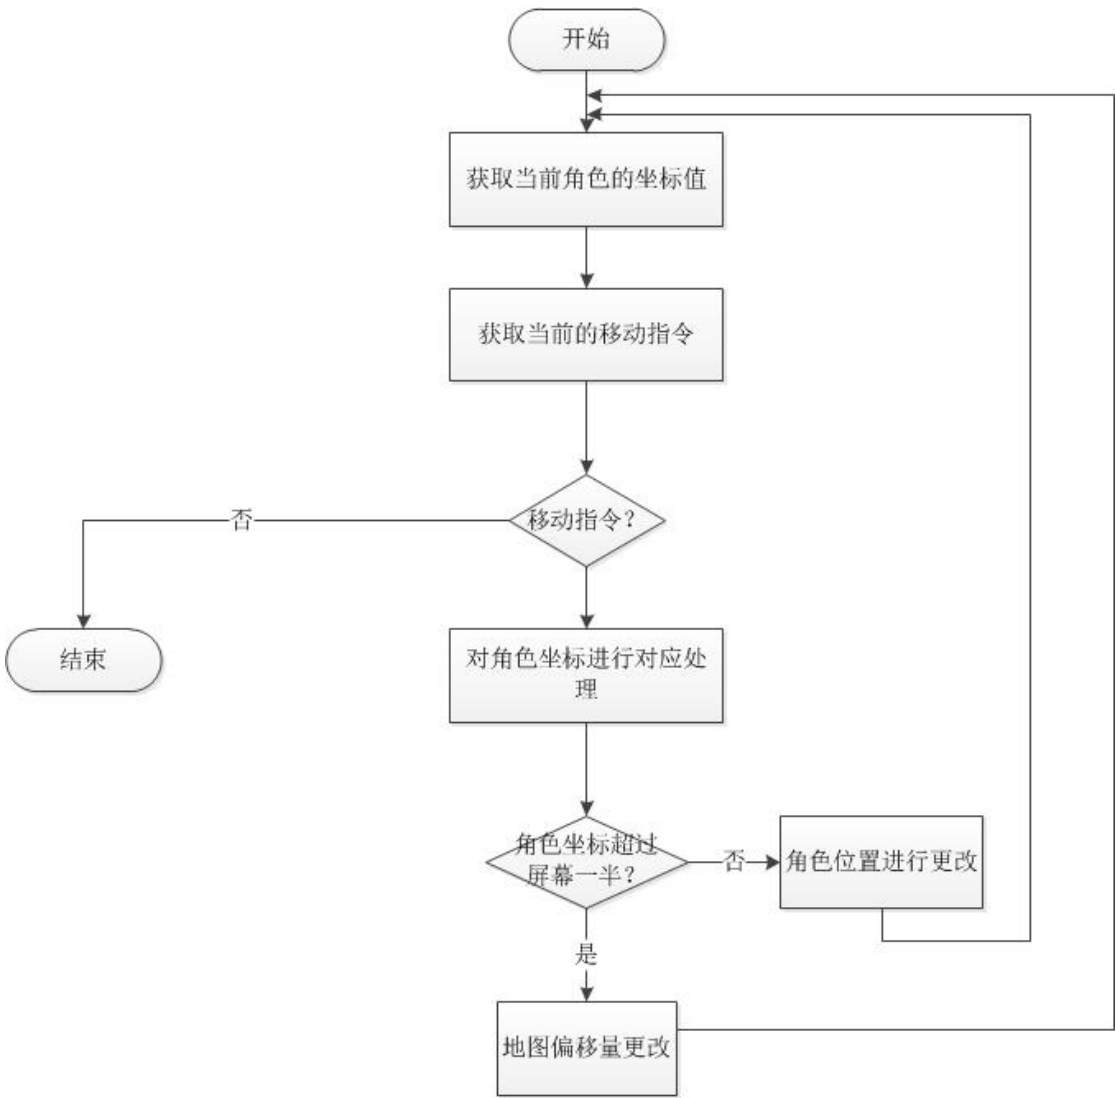 开始
获取当前角色的坐标值
获取当前的移动指令
移动指令？
否
结束
对角色坐标进行对应处
理
角色坐标超过
屏幕一半？
否
角色位置进行更改
是
地图偏移量更改